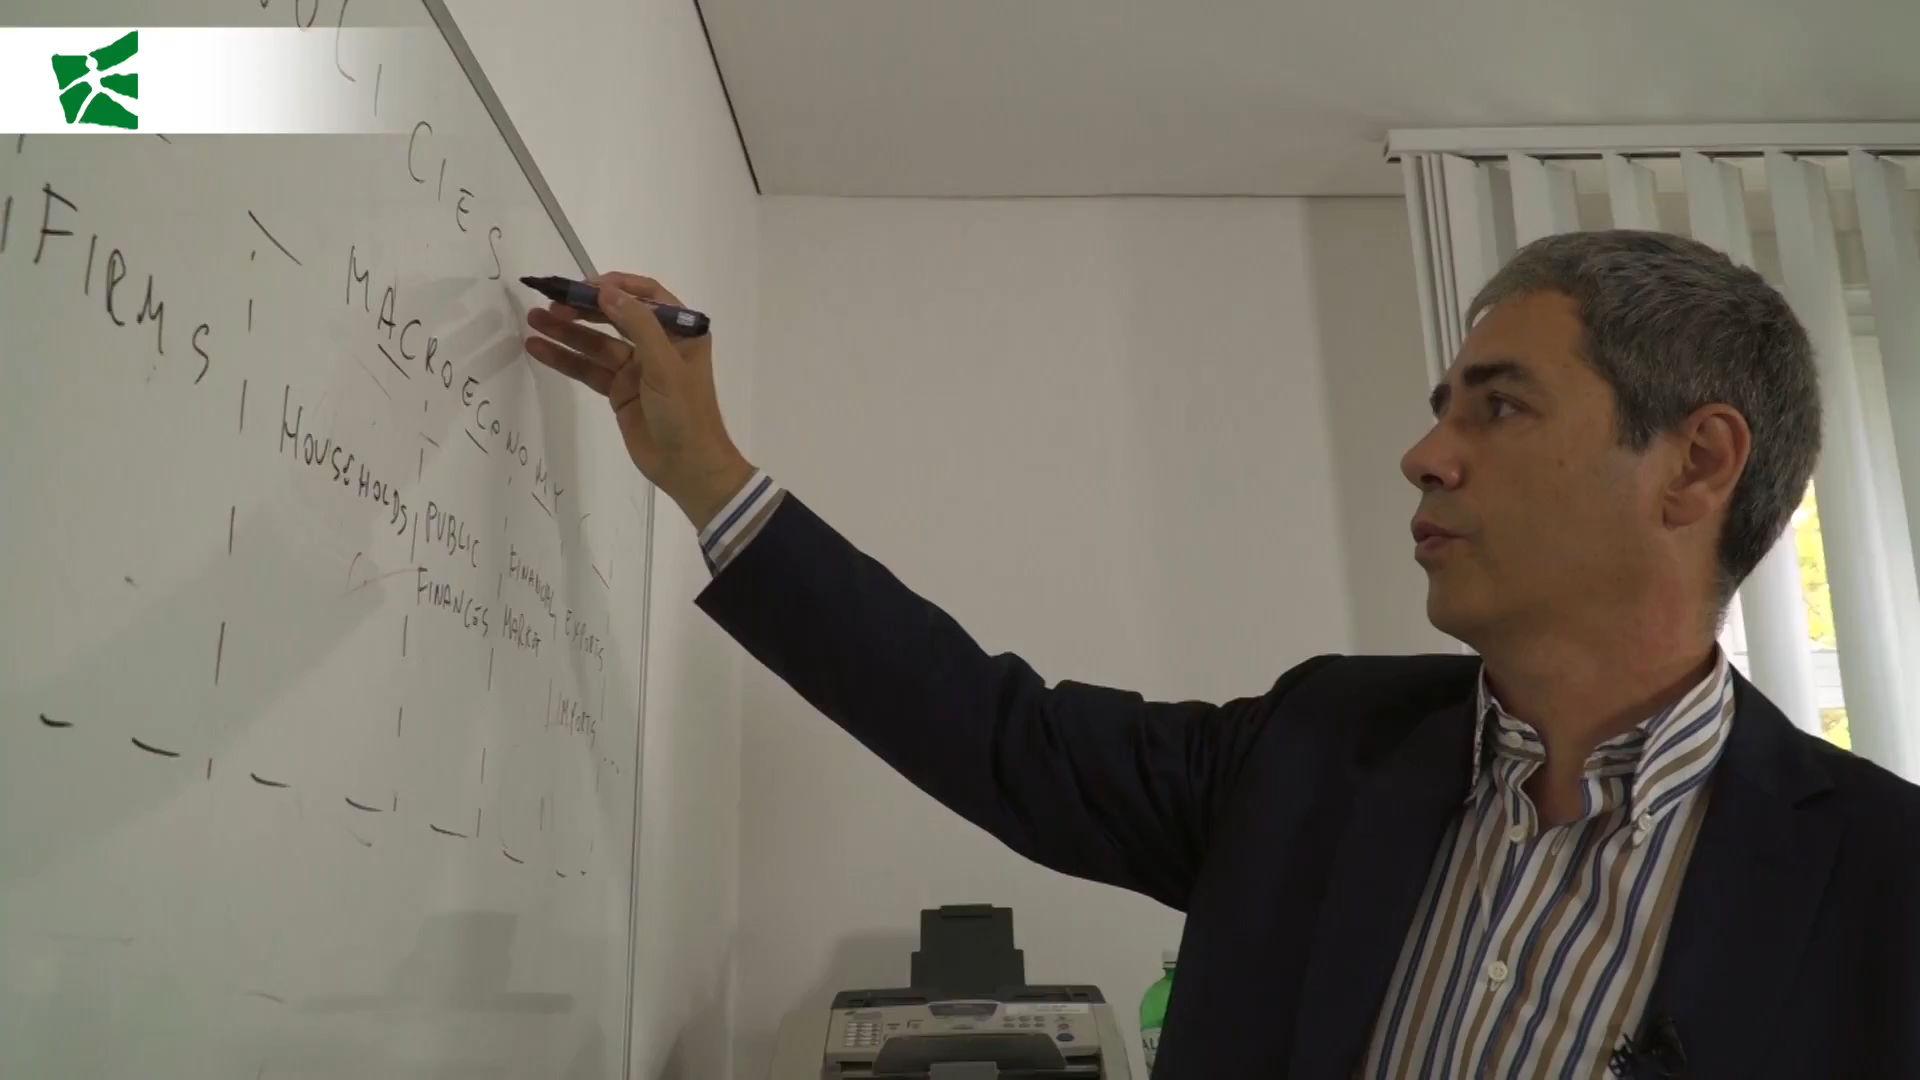 CIES
FIRMS
MACROECONOMY
HOUSEHOLDS
PUBLIC
FINANCES
FINANCIAL
MARKET
EXPORTS
IMPORTS...